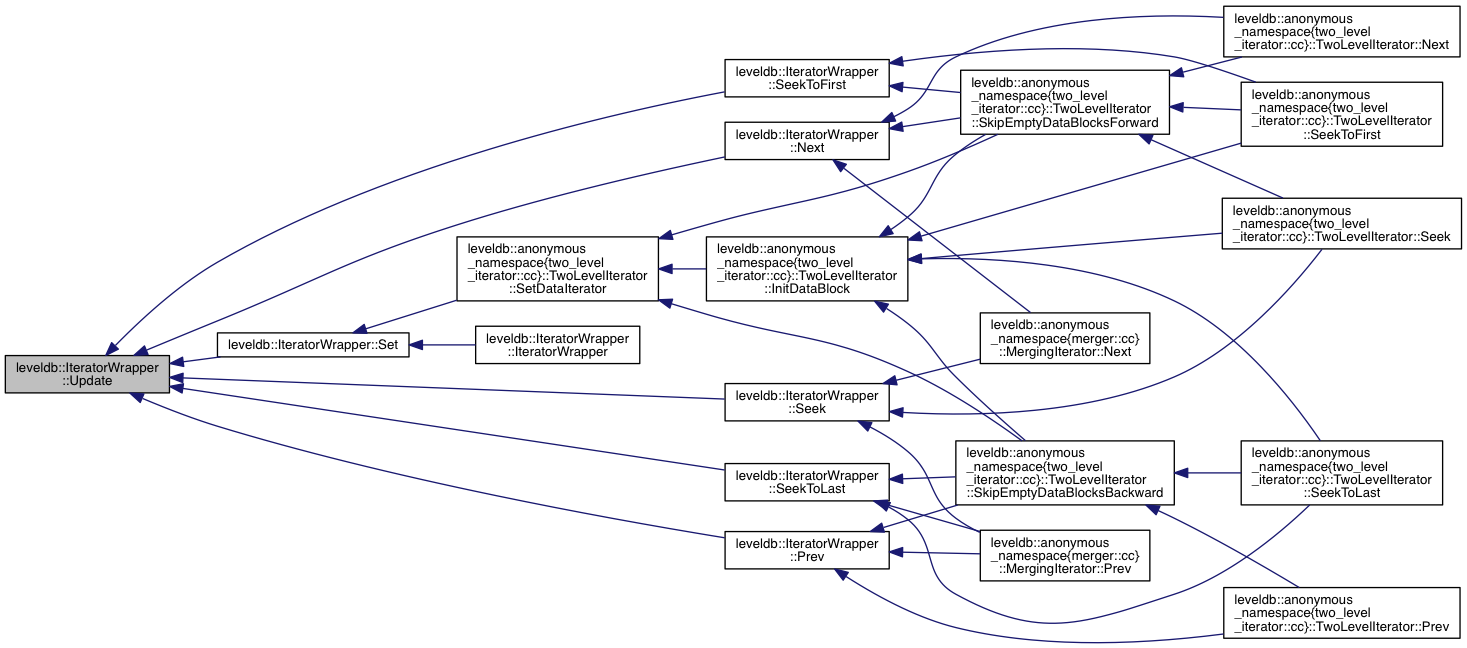 leveldb::IteratorWrapper
::Update
leveldb::IteratorWrapper::Set
leveldb::anonymous
_namespace{two_level
_iterator::cc}::TwoLevelIterator
::SetDataIterator
leveldb::IteratorWrapper
::IteratorWrapper
leveldb::IteratorWrapper
::SeekToFirst
leveldb::IteratorWrapper
::Next
leveldb::anonymous
_namespace{two_level
_iterator::cc}::TwoLevelIterator
::InitDataBlock
leveldb::IteratorWrapper
::Seek
leveldb::IteratorWrapper
::SeekToLast
leveldb::IteratorWrapper
::Prev
leveldb::anonymous
_namespace{two_level
_iterator::cc}::TwoLevelIterator
::SkipEmptyDataBlocksForward
leveldb::anonymous
_namespace{merger::cc}
::MergingIterator::Next
leveldb::anonymous
_namespace{two_level
_iterator::cc}::TwoLevelIterator
::SkipEmptyDataBlocksBackward
leveldb::anonymous
_namespace{merger::cc}
::MergingIterator::Prev
leveldb::anonymous
_namespace{two_level
_iterator::cc}::TwoLevelIterator::Next
leveldb::anonymous
_namespace{two_level
_iterator::cc}::TwoLevelIterator
::SeekToFirst
leveldb::anonymous
_namespace{two_level
_iterator::cc}::TwoLevelIterator::Seek
leveldb::anonymous
_namespace{two_level
_iterator::cc}::TwoLevelIterator
::SeekToLast
leveldb::anonymous
_namespace{two_level
_iterator::cc}::TwoLevelIterator::Prev